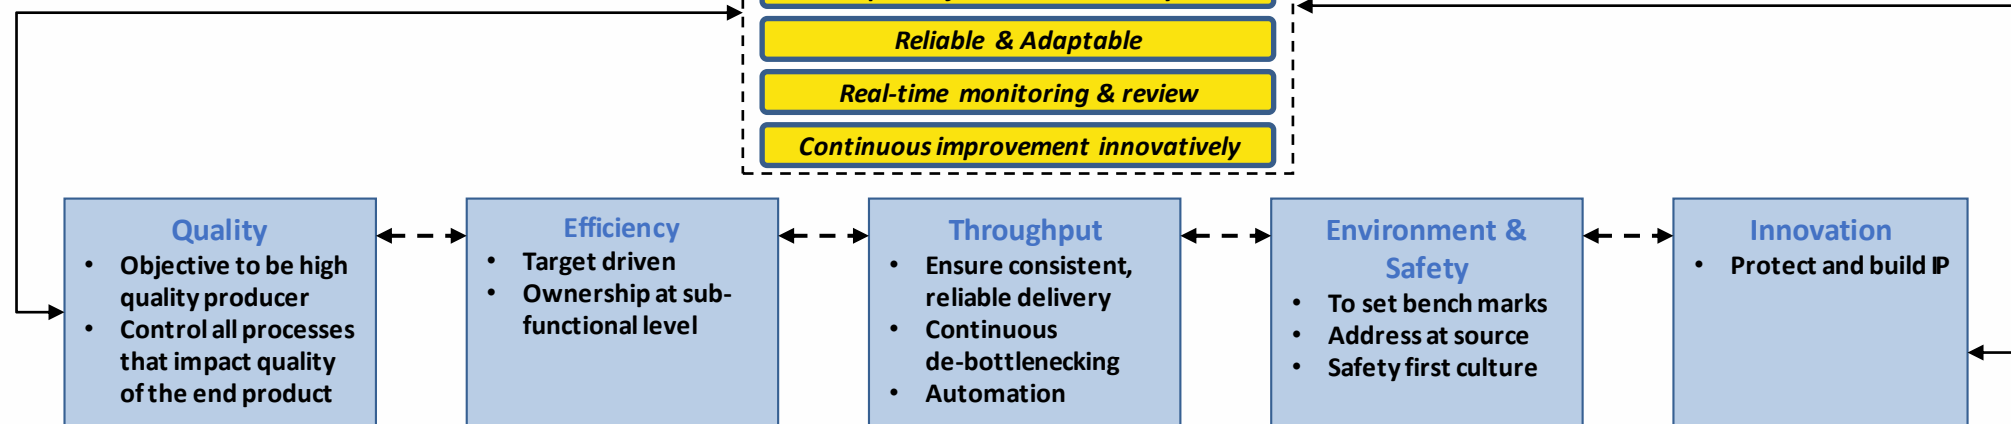 Reliable & Adaptable
Real-time monitoring & review
Continuous improvement innovatively
Quality
• Objective to be high
quality producer
• Control all processes
that impact quality
of the end product
Efficiency
• Target driven
• Ownership at sub-
functional level
Throughput
• Ensure consistent,
reliable delivery
• Continuous
de-bottlenecking
• Automation
Environment &
Safety
• To set bench marks
• Address at source
• Safety first culture
Innovation
• Protect and build IP